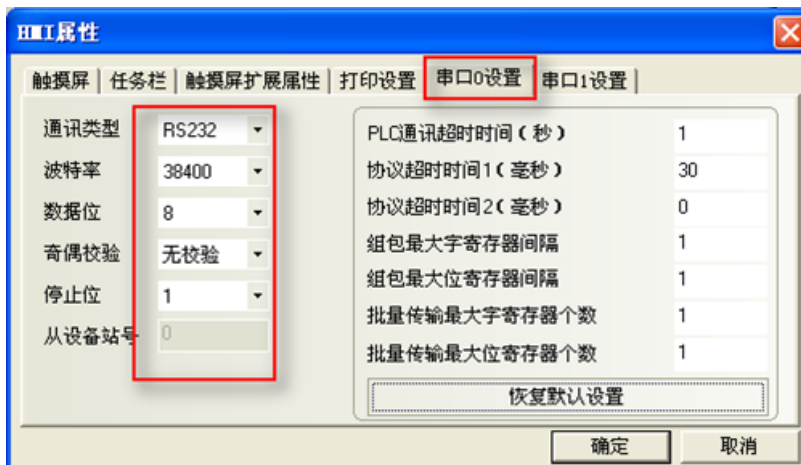 HMI属性
触摸屏 任务栏 触摸屏扩展属性 打印设置 串口0设置 串口1设置
通讯类型 RS232
波特率 38400
数据位 8
奇偶校验 无校验
停止位 1
从设备站号 0
PLC通讯超时时间(秒) 1
协议超时时间1(毫秒) 30
协议超时时间2(毫秒) 0
组包最大字寄存器间隔 1
组包最大位寄存器间隔 1
批量传输最大字寄存器个数 1
批量传输最大位寄存器个数 1
恢复默认设置
确定 取消